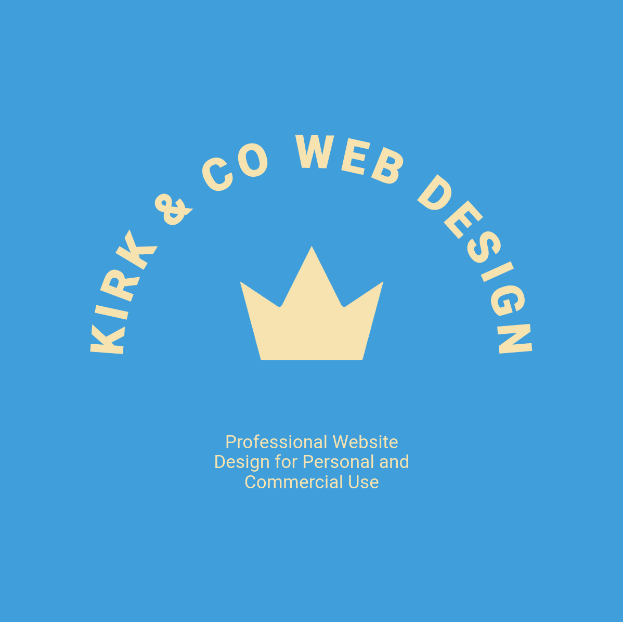 KIRK & CO WEB DESIGN
Professional Website
Design for Personal and
Commercial Use